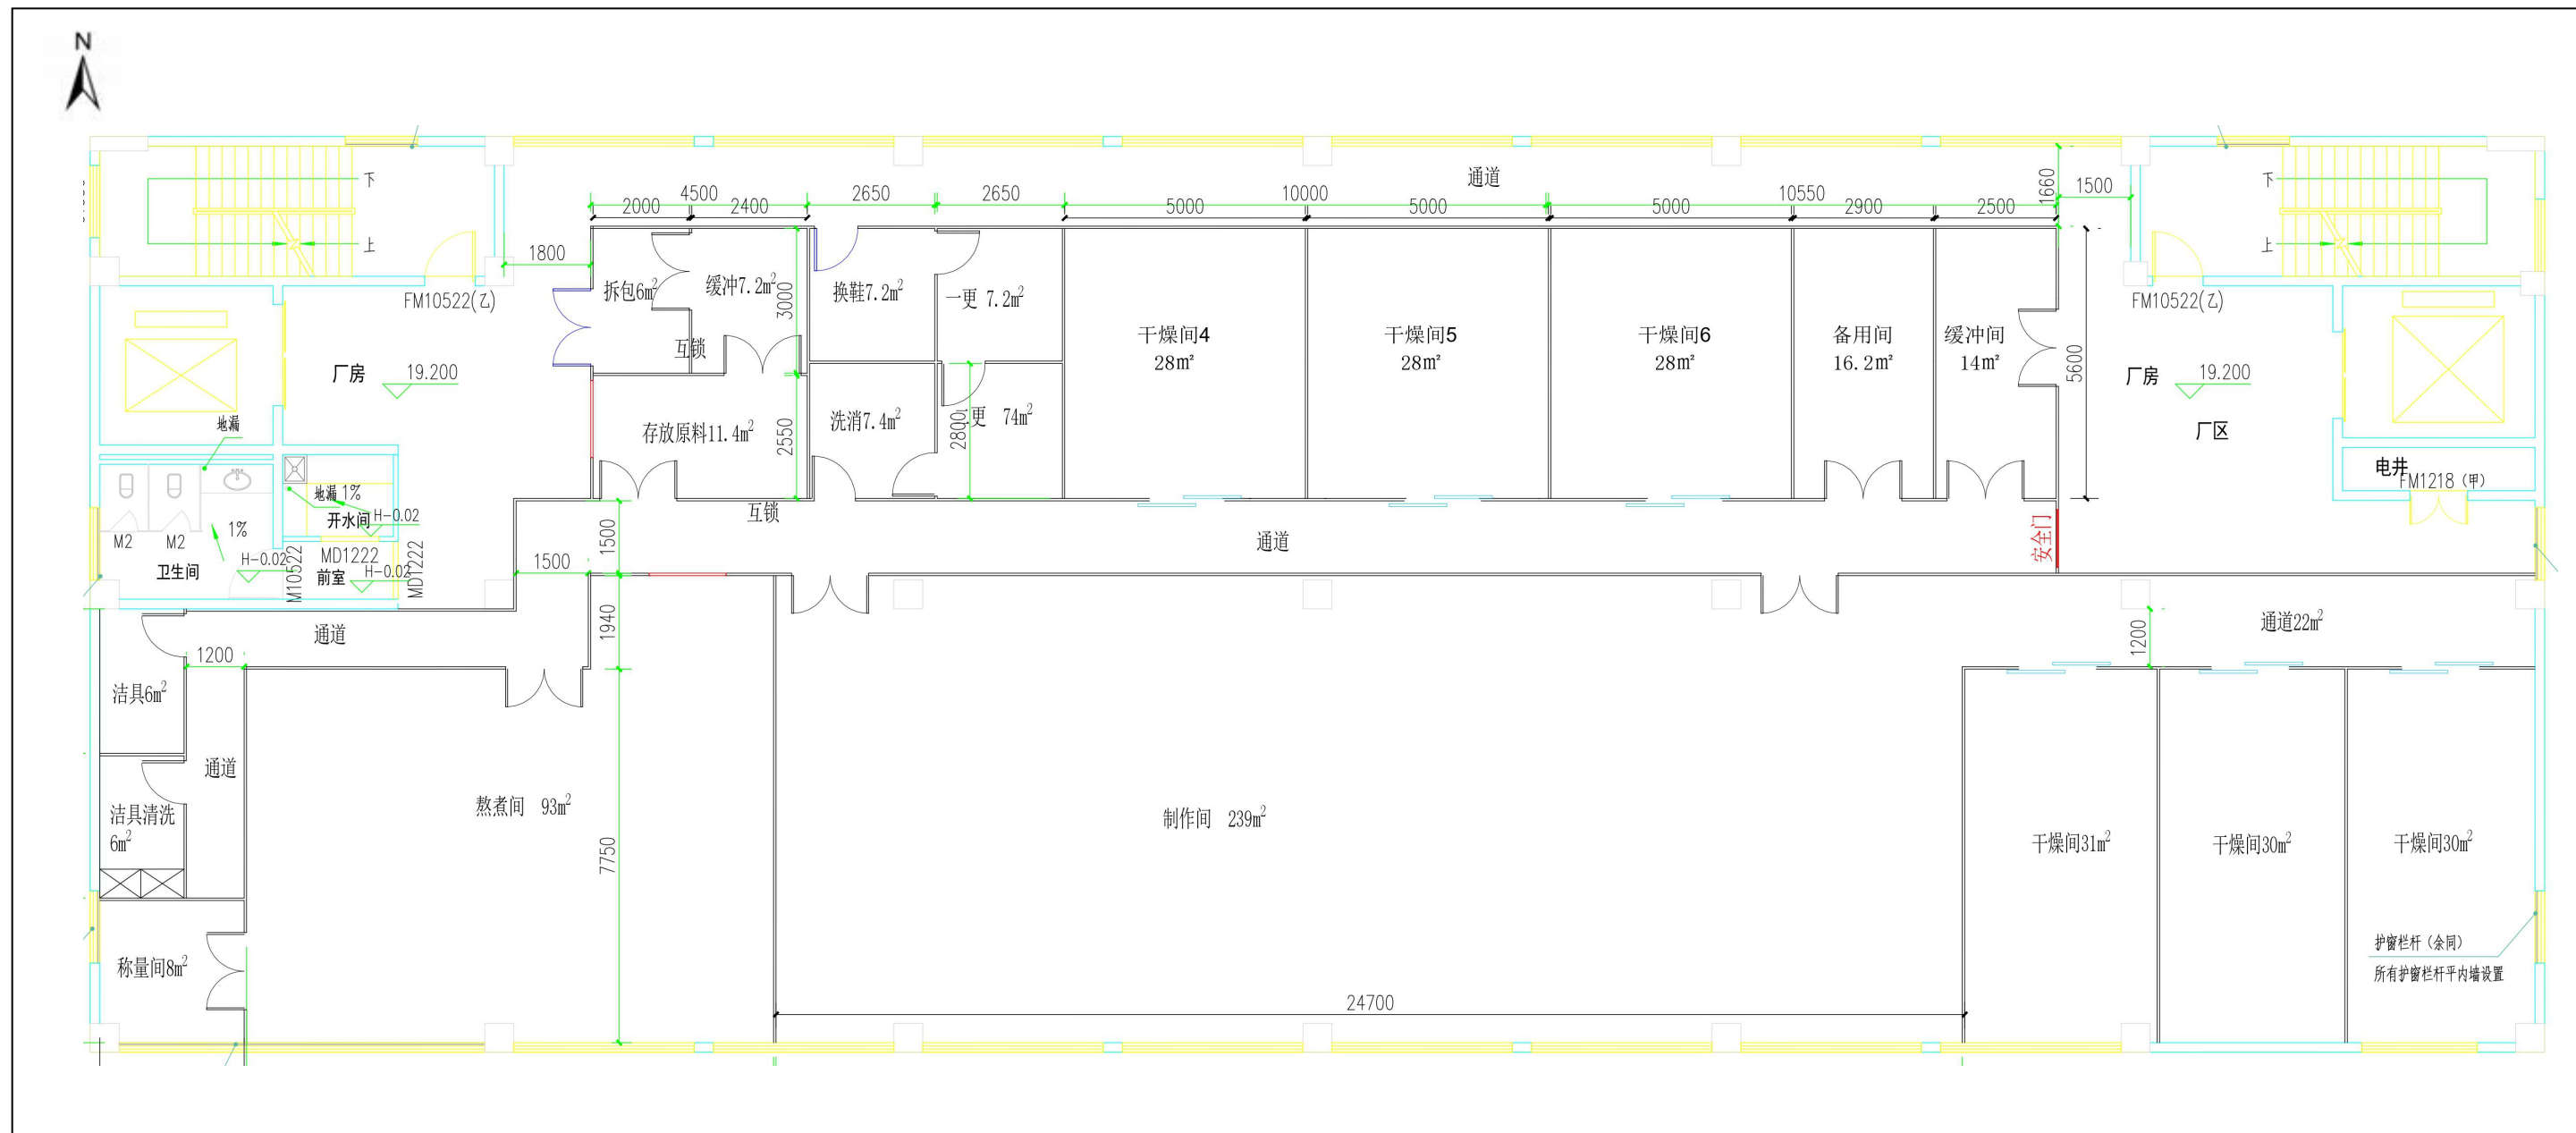 N
下
上
通道
下
上
4500
2650
2650
10000
10550
2000
2400
5000
5000
5000
2900
2500
1660
1500
1800
FM10522(乙)
FM10522(乙)
拆包6m²
缓冲7.2m²
3000
换鞋7.2m²
一更 7.2m²
互锁
干燥间4
28m²
干燥间5
28m²
干燥间6
28m²
备用间
16.2m²
缓冲间
14m²
5600
厂房
19.200
厂房
19.200
厂区
地漏
存放原料11.4m²
2550
洗消7.4m²
2800
更 74m²
电井
FM1218（甲）
地漏 1%
开水间
H-0.02
1%
M2
M2
H-0.02
卫生间
M10522
MD1222
前室
H-0.02
MD1222
互锁
1500
1500
通道
安全门
通道
1940
1200
1200
通道22m²
洁具6m²
通道
洁具清洗
6m²
熬煮间 93m²
7750
制作间 239m²
干燥间31m²
干燥间30m²
干燥间30m²
称量间8m²
护窗栏杆（余同）
所有护窗栏杆平内墙设置
24700